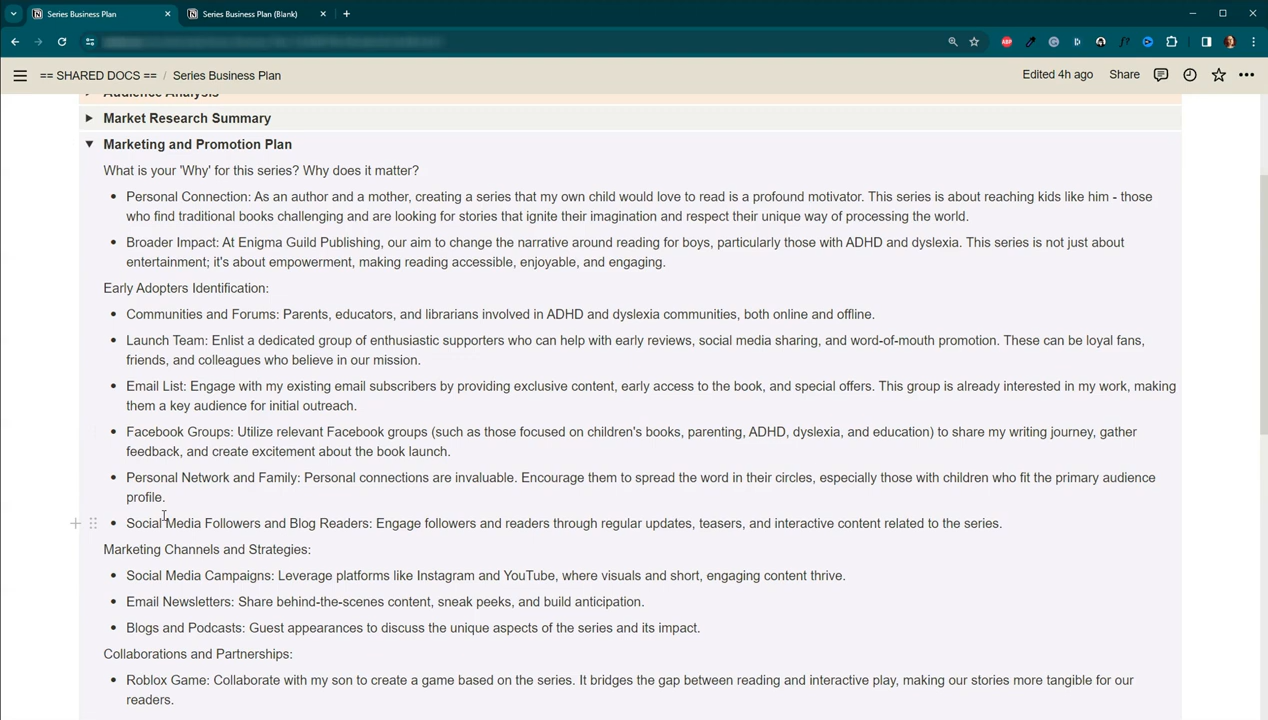 Series Business Plan
Series Business Plan (Blank)
== SHARED DOCS == / Series Business Plan
Edited 4h ago
Share
Audience Analysis
Market Research Summary
Marketing and Promotion Plan
What is your 'Why' for this series? Why does it matter?
Personal Connection: As an author and a mother, creating a series that my own child would love to read is a profound motivator. This series is about reaching kids like him - those
who find traditional books challenging and are looking for stories that ignite their imagination and respect their unique way of processing the world.
Broader Impact: At Enigma Guild Publishing, our aim to change the narrative around reading for boys, particularly those with ADHD and dyslexia. This series is not just about
entertainment; it's about empowerment, making reading accessible, enjoyable, and engaging.
Early Adopters Identification:
Communities and Forums: Parents, educators, and librarians involved in ADHD and dyslexia communities, both online and offline.
Launch Team: Enlist a dedicated group of enthusiastic supporters who can help with early reviews, social media sharing, and word-of-mouth promotion. These can be loyal fans,
friends, and colleagues who believe in our mission.
Email List: Engage with my existing email subscribers by providing exclusive content, early access to the book, and special offers. This group is already interested in my work, making
them a key audience for initial outreach.
Facebook Groups: Utilize relevant Facebook groups (such as those focused on children's books, parenting, ADHD, dyslexia, and education) to share my writing journey, gather
feedback, and create excitement about the book launch.
Personal Network and Family: Personal connections are invaluable. Encourage them to spread the word in their circles, especially those with children who fit the primary audience
profile.
Social Media Followers and Blog Readers: Engage followers and readers through regular updates, teasers, and interactive content related to the series.
Marketing Channels and Strategies:
Social Media Campaigns: Leverage platforms like Instagram and YouTube, where visuals and short, engaging content thrive.
Email Newsletters: Share behind-the-scenes content, sneak peeks, and build anticipation.
Blogs and Podcasts: Guest appearances to discuss the unique aspects of the series and its impact.
Collaborations and Partnerships:
Roblox Game: Collaborate with my son to create a game based on the series. It bridges the gap between reading and interactive play, making our stories more tangible for our
readers.